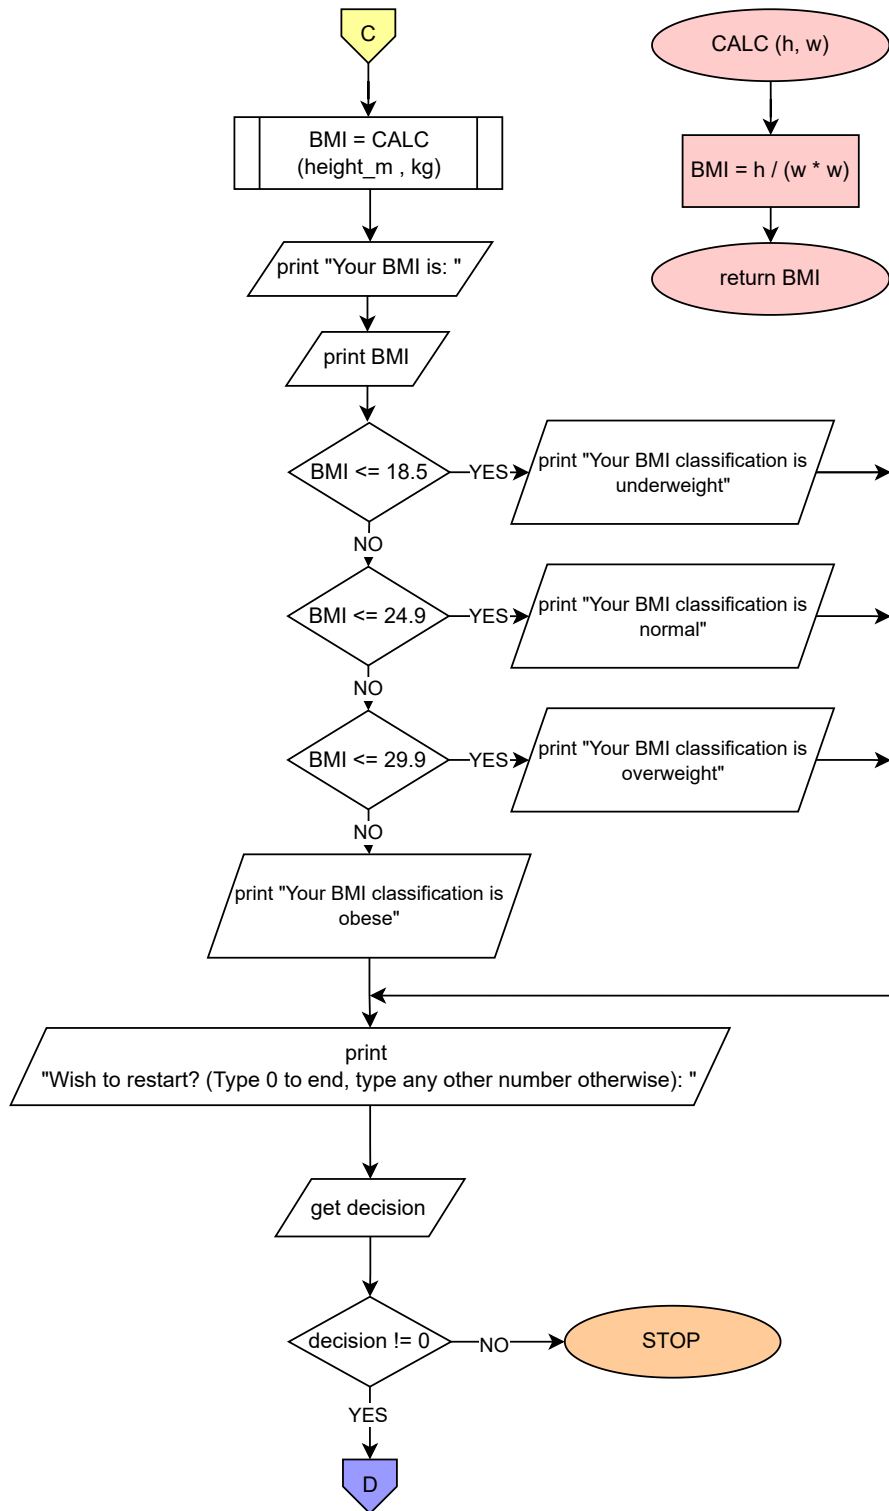 C
CALC (h, w)
BMI = CALC
(height_m , kg)
BMI = h / (w * w)
print "Your BMI is: "
return BMI
print BMI
BMI <= 18.5
YES
print "Your BMI classification is
underweight"
NO
BMI <= 24.9
YES
print "Your BMI classification is
normal"
NO
BMI <= 29.9
YES
print "Your BMI classification is
overweight"
NO
print "Your BMI classification is
obese"
print
"Wish to restart? (Type 0 to end, type any other number otherwise): "
get decision
decision != 0
NO
STOP
YES
D